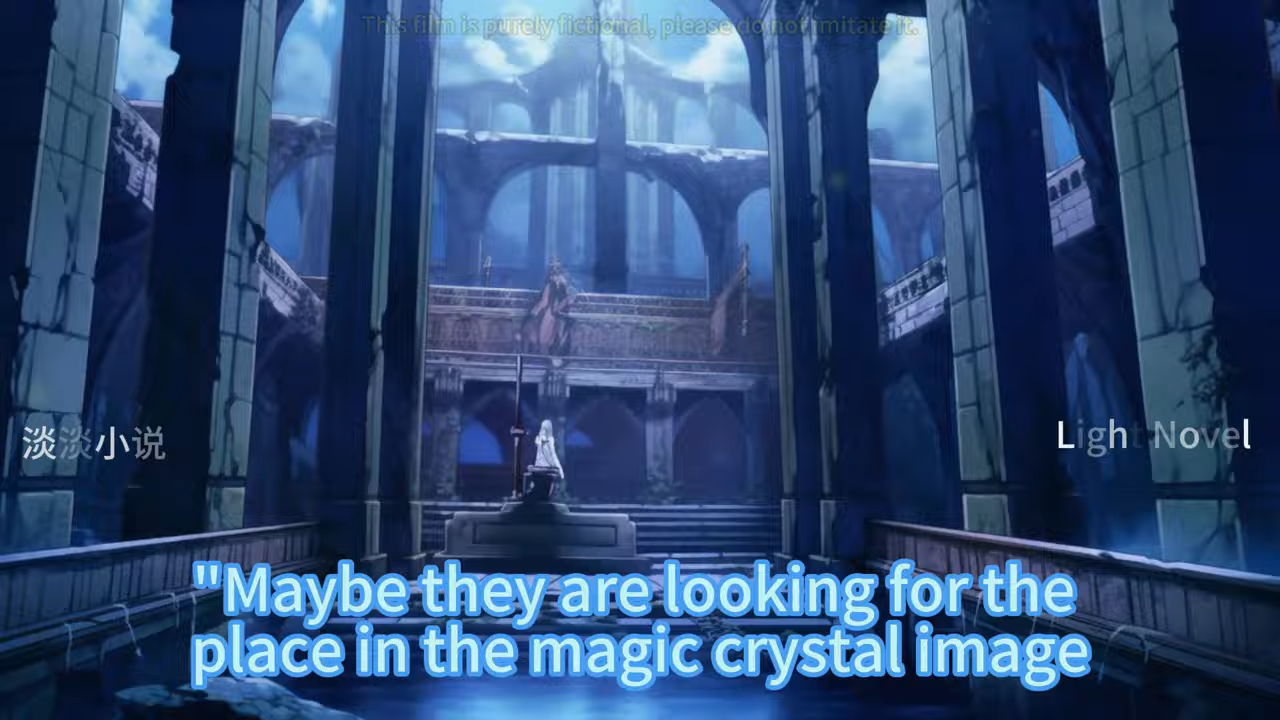 This film is purely fictional, please do not imitate it.
淡淡小说
Light Novel
"Maybe they are looking for the
place in the magic crystal image